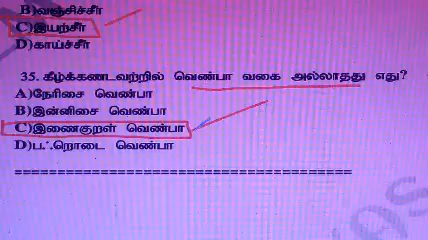 B)வஞ்சிச்சீர்
C)இயற்சீர்
D)காய்ச்சீர்
35. கீழ்க்கண்டவற்றில் வெண்பா வகை அல்லாதது எது?
A)நேரிசை வெண்பா
B)இன்னிசை வெண்பா
C)இணைகுறள் வெண்பா
D)பஃறொடை வெண்பா
========================================